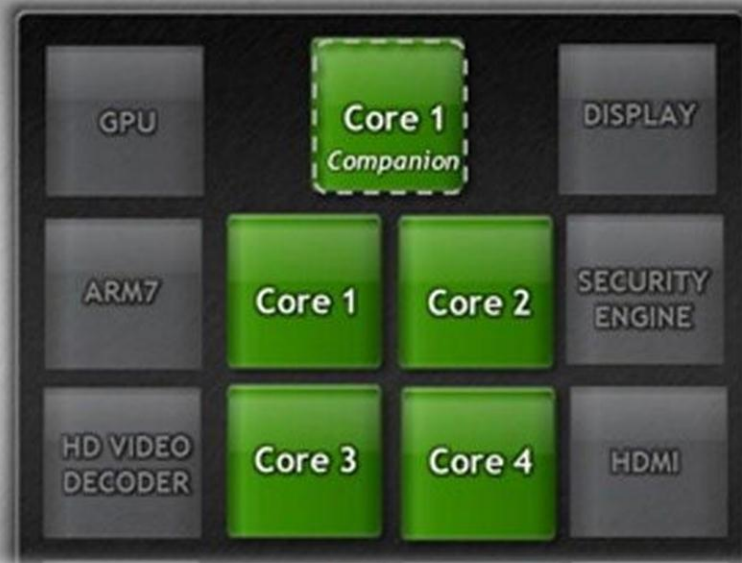 GPU
Core 1
Companion
DISPLAY
ARM7
Core 1
Core 2
SECURITY
ENGINE
HD VIDEO
DECODER
Core 3
Core 4
HDMI